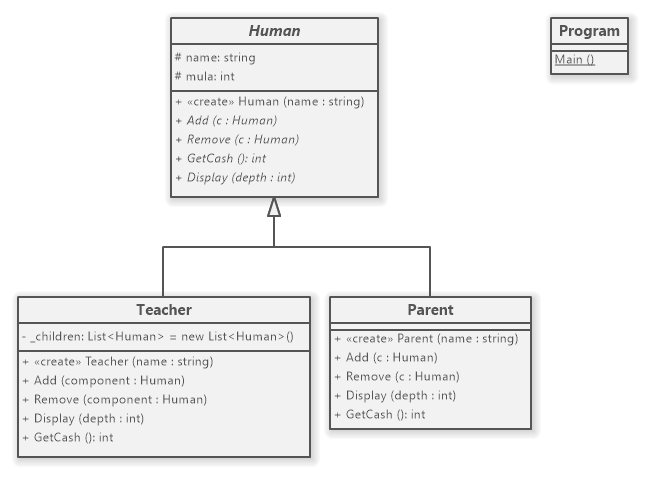 Human
# name: string
# mula: int
+ «create» Human (name : string)
+ Add (c : Human)
+ Remove (c : Human)
+ GetCash (): int
+ Display (depth : int)
Program
Main ()
Teacher
- _children: List<Human> = new List<Human>()
+ «create» Teacher (name : string)
+ Add (component : Human)
+ Remove (component : Human)
+ Display (depth : int)
+ GetCash (): int
Parent
+ «create» Parent (name : string)
+ Add (c : Human)
+ Remove (c : Human)
+ Display (depth : int)
+ GetCash (): int